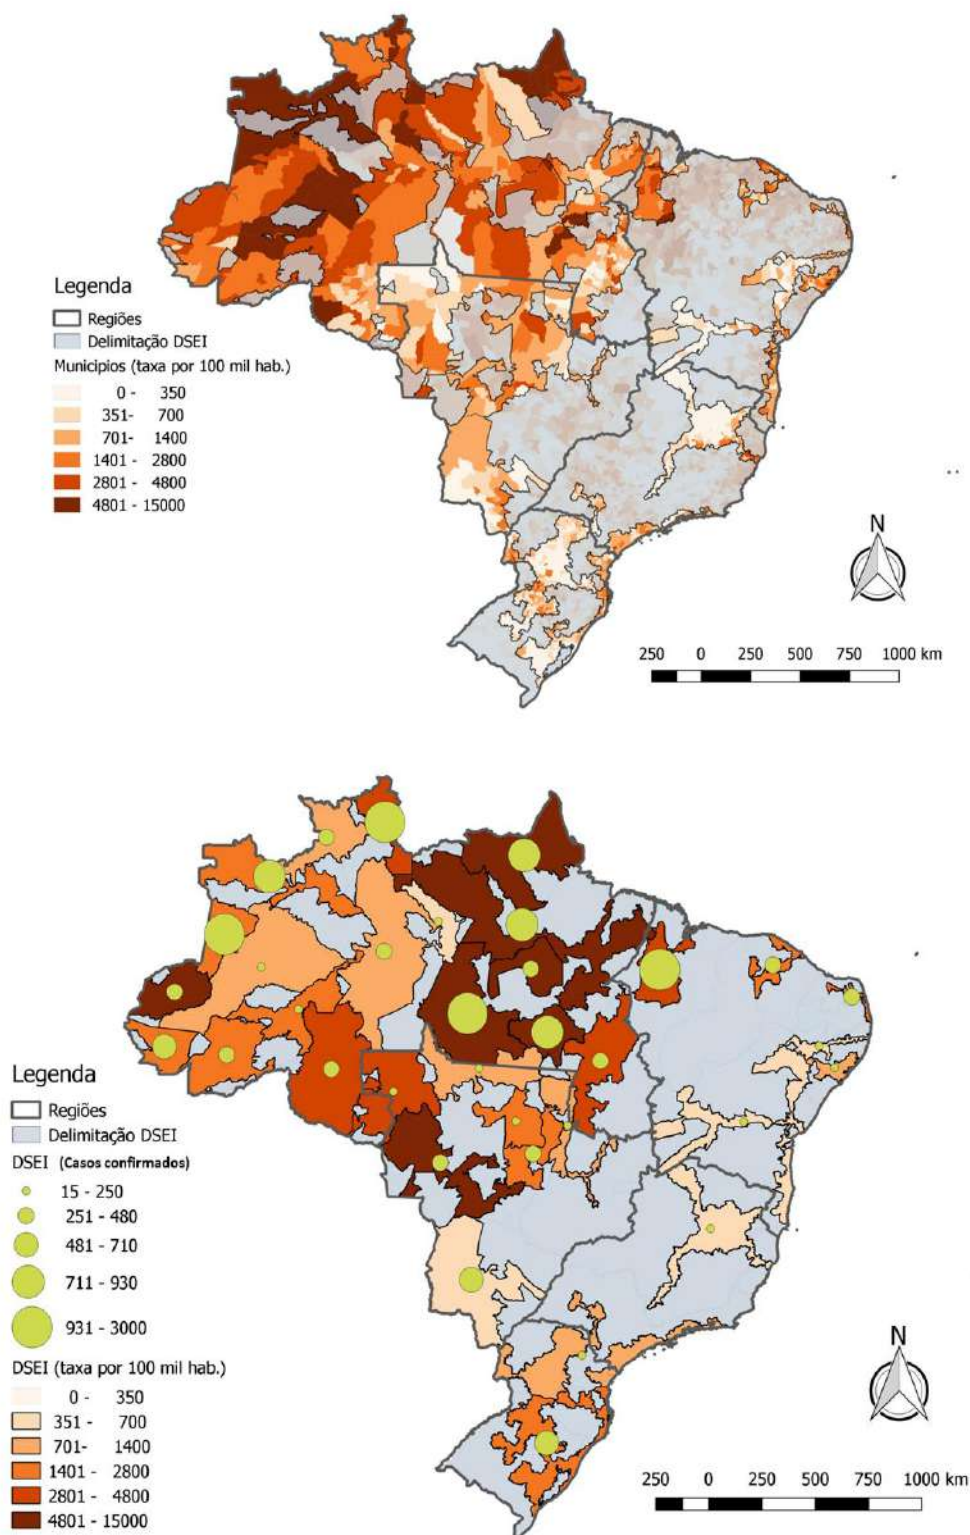 Legenda
Regiões
Delimitação DSEI
Municipios (taxa por 100 mil hab.)
0 - 350
351- 700
701- 1400
1401 - 2800
2801 - 4800
4801 - 15000
N
250 0 250 500 750 1000 km
Legenda
Regiões
Delimitação DSEI
DSEI (Casos confirmados)
15 - 250
251 - 480
481 - 710
711 - 930
931 - 3000
DSEI (taxa por 100 mil hab.)
0 - 350
351 - 700
701- 1400
1401 - 2800
2801 - 4800
4801 - 15000
N
250 0 250 500 750 1000 km